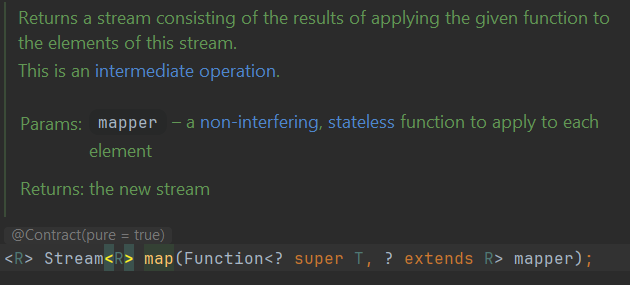 Returns a stream consisting of the results of applying the given function to
the elements of this stream.
This is an intermediate operation.
Params: mapper – a non-interfering, stateless function to apply to each
element
Returns: the new stream
@Contract(pure = true)
<R> Stream<R> map(Function<? super T, ? extends R> mapper);